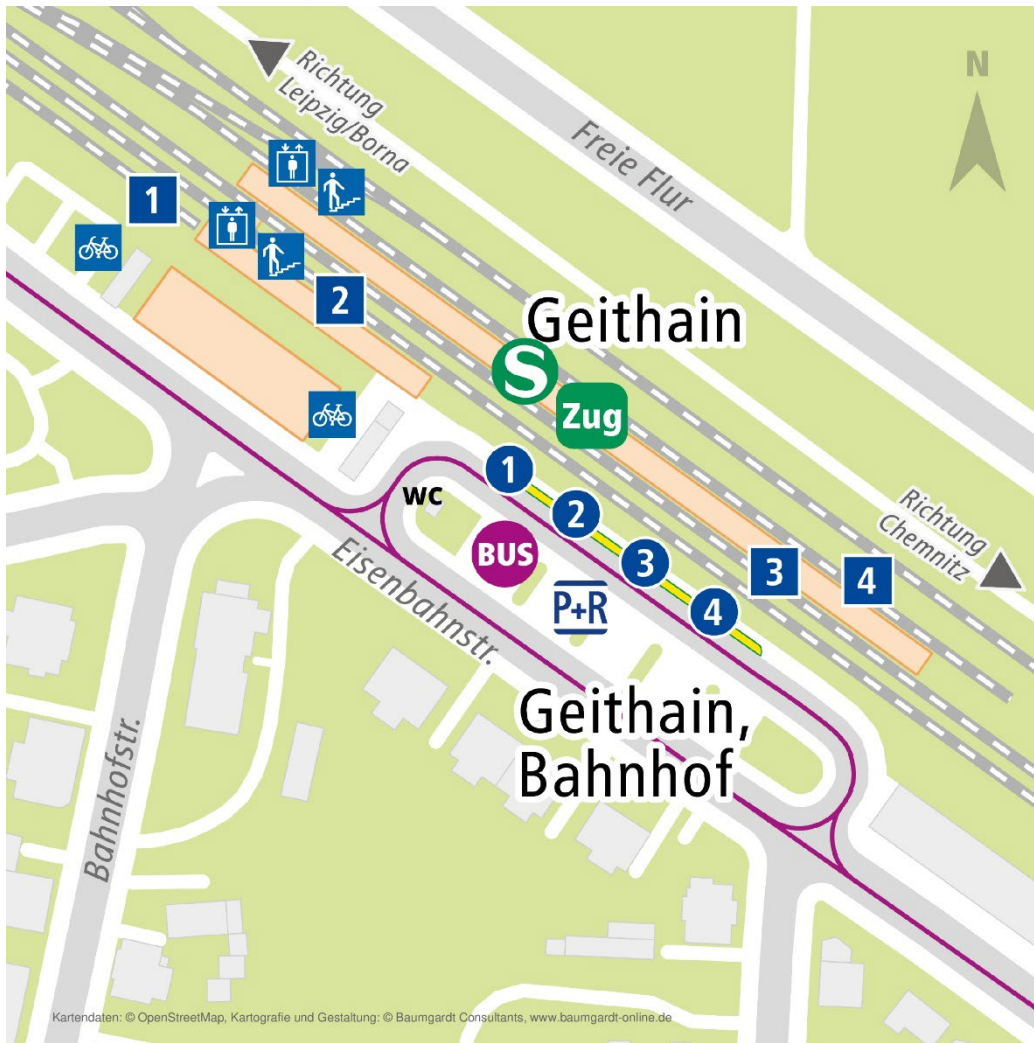 Richtung
Leipzig/Borna
N
Freie Flur
1
2
Geithain
S
Zug
1
2
3
4
WC
BUS
P+R
3
4
Richtung
Chemnitz
Eisenbahnstr.
Geithain,
Bahnhof
Bahnhofstr.
Kartendaten: © OpenStreetMap, Kartografie und Gestaltung: © Baumgardt Consultants, www.baumgardt-online.de